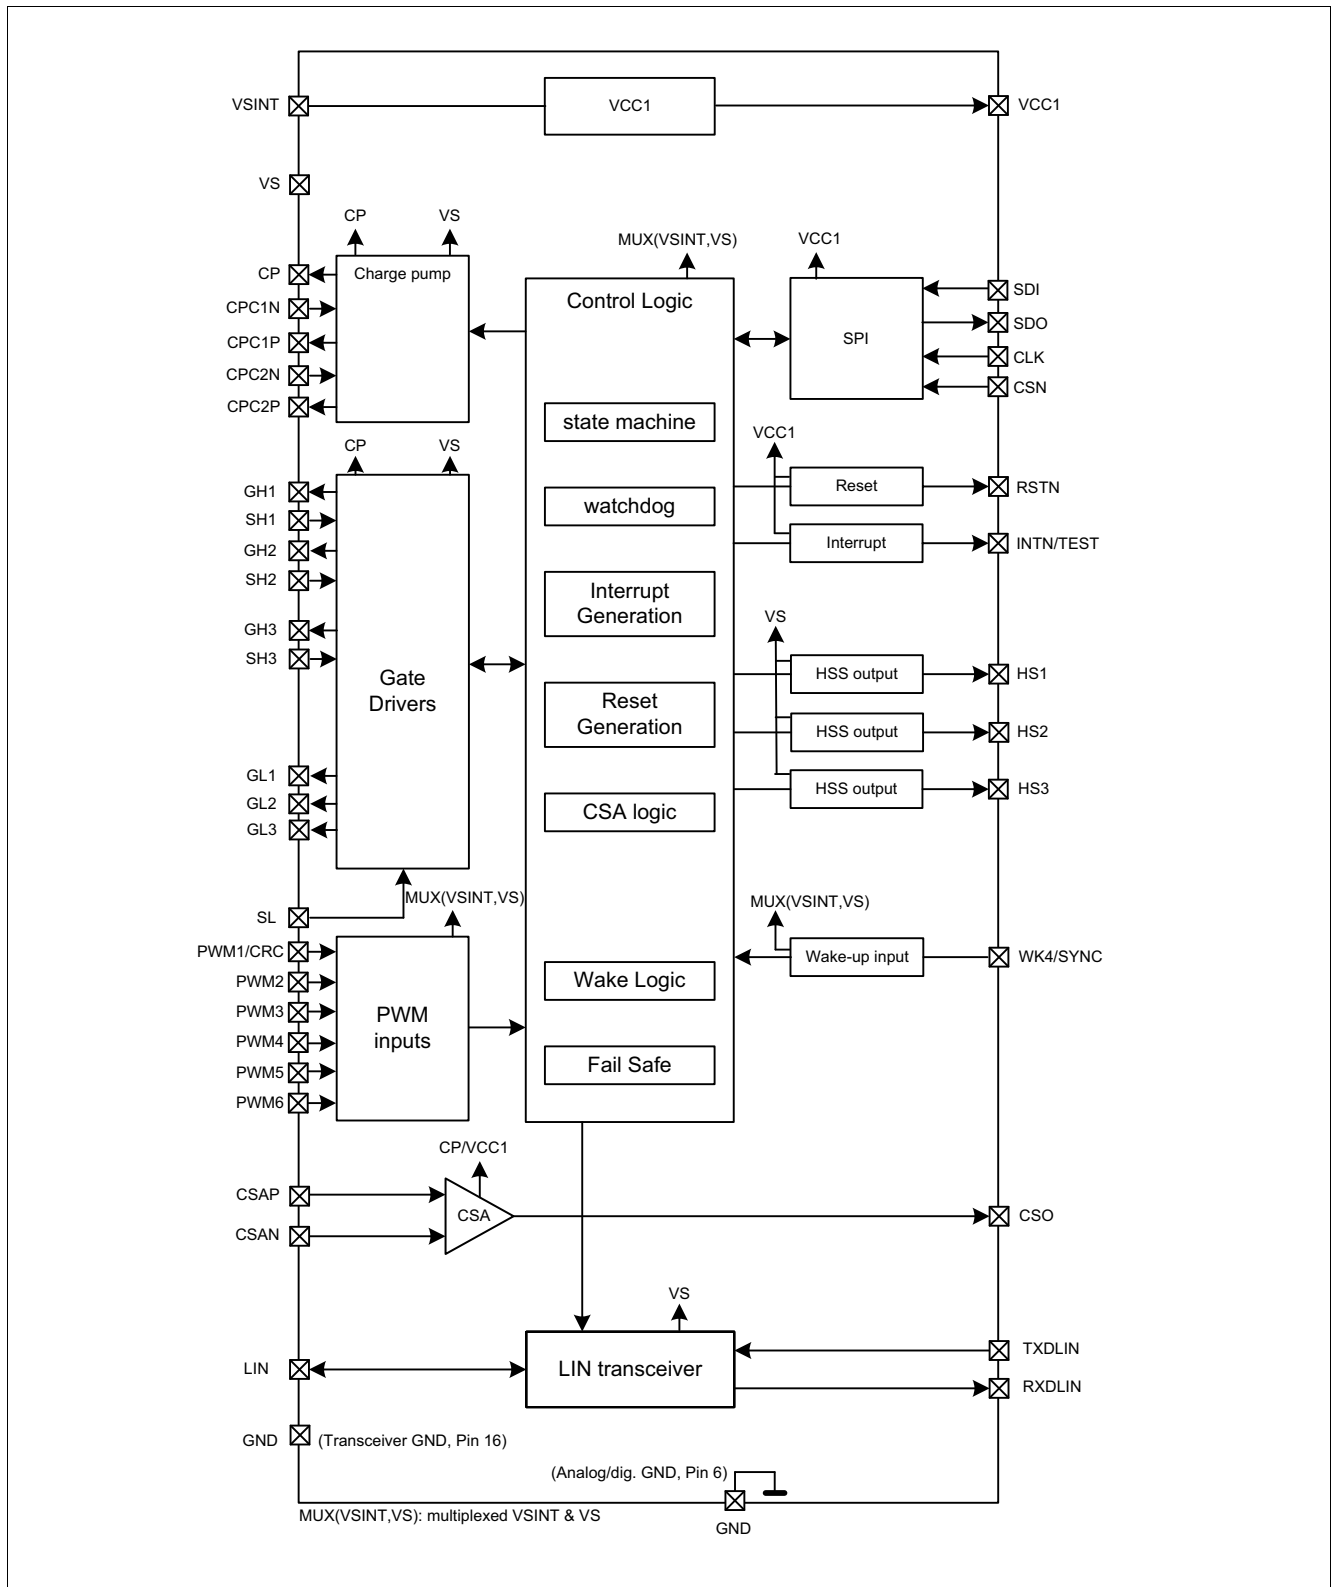 VSINT
VCC1
VCC1
VS
CP
VS
MUX(VSINT,VS)
VCC1
CP
CPC1N
CPC1P
CPC2N
CPC2P
Charge pump
Control Logic
SPI
SDI
SDO
CLK
CSN
state machine
watchdog
Interrupt
Generation
Reset
Generation
CSA logic
Wake Logic
Fail Safe
CP
VS
GH1
SH1
GH2
SH2
GH3
SH3
GL1
GL2
GL3
Gate
Drivers
SL
VCC1
Reset
RSTN
Interrupt
INTN/TEST
VS
HSS output
HS1
HSS output
HS2
HSS output
HS3
MUX(VSINT,VS)
PWM1/CRC
PWM2
PWM3
PWM4
PWM5
PWM6
PWM
inputs
MUX(VSINT,VS)
Wake-up input
WK4/SYNC
CP/VCC1
CSAP
CSAN
CSA
CSO
VS
LIN
LIN transceiver
TXDLIN
RXDLIN
GND
(Transceiver GND, Pin 16)
(Analog/dig. GND, Pin 6)
GND
MUX(VSINT,VS): multiplexed VSINT & VS